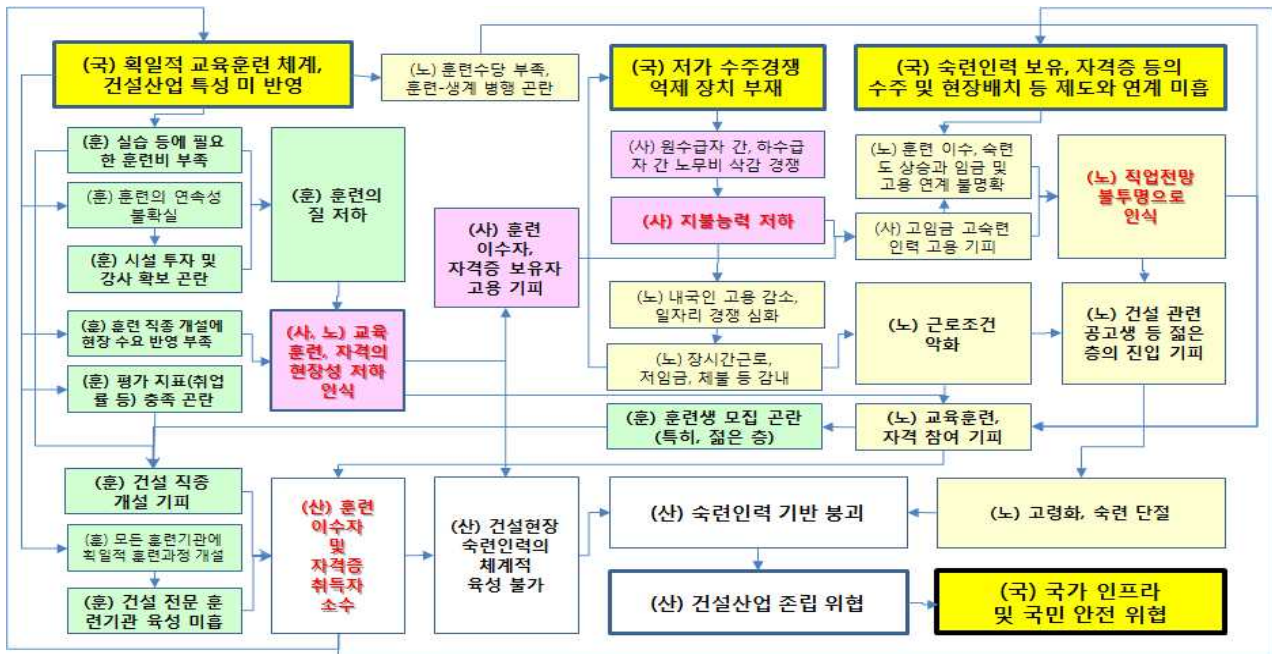 (국) 획일적 교육훈련 체계,
건설산업 특성 미 반영
(노) 훈련수당 부족,
훈련-생계 병행 곤란
(국) 저가 수주경쟁
억제 장치 부재
(국) 숙련인력 보유, 자격증 등의
수주 및 현장배치 등 제도와 연계 미흡
(훈) 실습 등에 필요
한 훈련비 부족
(훈) 훈련의 연속성
불확실
(훈) 시설 투자 및
강사 확보 곤란
(훈) 훈련의
질 저하
(사) 훈련
이수자,
자격증 보유자
고용 기피
(사) 원수급자 간, 하수급
자 간 노무비 삭감 경쟁
(사) 지불능력 저하
(노) 훈련 이수, 숙련
도 상승과 임금 및
고용 연계 불명확
(사) 고임금 고숙련
인력 고용 기피
(노) 직업전망
불투명으로
인식
(훈) 훈련 직종 개설에
현장 수요 반영 부족
(훈) 평가 지표(취업
률 등) 충족 곤란
(사, 노) 교육
훈련, 자격의
현장성 저하
인식
(노) 내국인 고용 감소,
일자리 경쟁 심화
(노) 장시간근로,
저임금, 체불 등 감내
(노) 근로조건
악화
(노) 건설 관련
공고생 등 젊은
층의 진입 기피
(훈) 훈련생 모집 곤란
(특히, 젊은 층)
(노) 교육훈련,
자격 참여 기피
(훈) 건설 직종
개설 기피
(훈) 모든 훈련기관에
획일적 훈련과정 개설
(훈) 건설 전문 훈
련기관 육성 미흡
(산) 훈련
이수자
및
자격증
취득자
소수
(산) 건설현장
숙련인력의
체계적
육성 불가
(산) 숙련인력 기반 붕괴
(노) 고령화, 숙련 단절
(산) 건설산업 존립 위협
(국) 국가 인프라
및 국민 안전 위협